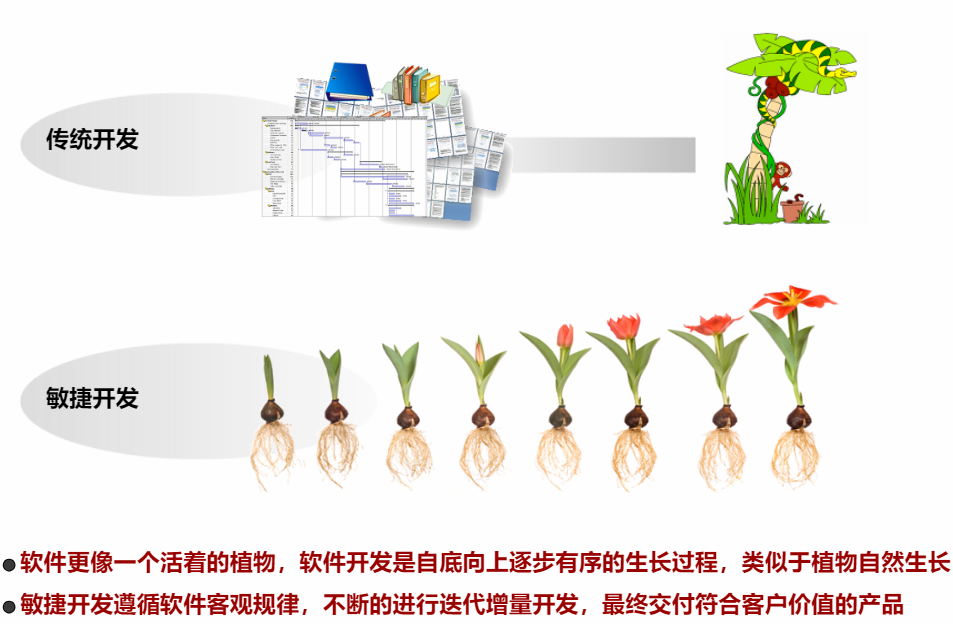 传统开发
敏捷开发
软件更像一个活着的植物，软件开发是自底向上逐步有序的生长过程，类似于植物自然生长
敏捷开发遵循软件客观规律，不断的进行迭代增量开发，最终交付符合客户价值的产品